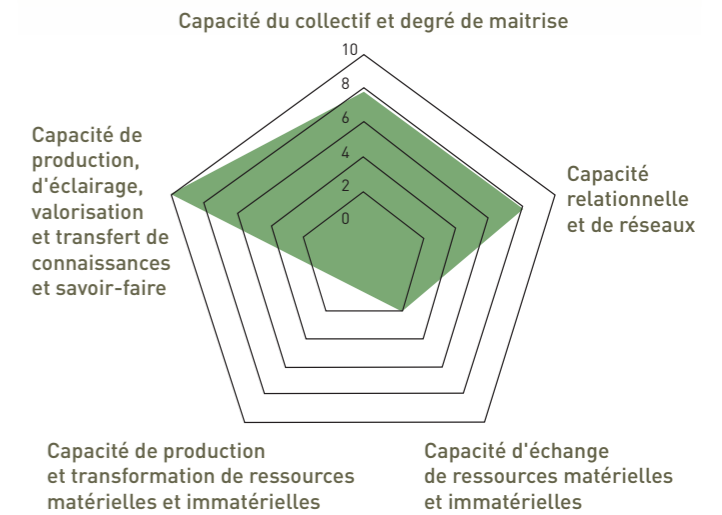 Capacité du collectif et degré de maitrise
10
8
6
4
2
0
Capacité de
production,
d'éclairage,
valorisation
et transfert de
connaissances
et savoir-faire
Capacité
relationnelle
et de réseaux
Capacité de production
et transformation de ressources
matérielles et immatérielles
Capacité d'échange
de ressources matérielles
et immatérielles